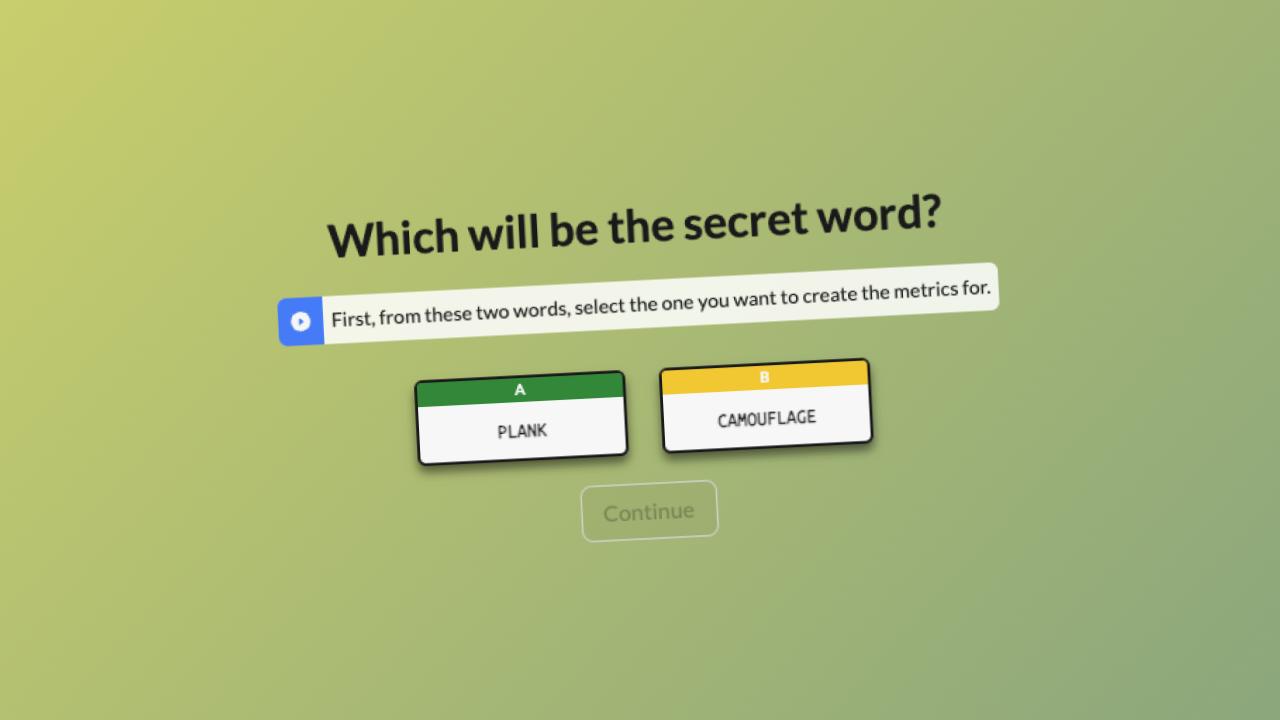 Which will be the secret word?
First, from these two words, select the one you want to create the metrics for.
A
PLANK
B
CAMOUFLAGE
Continue